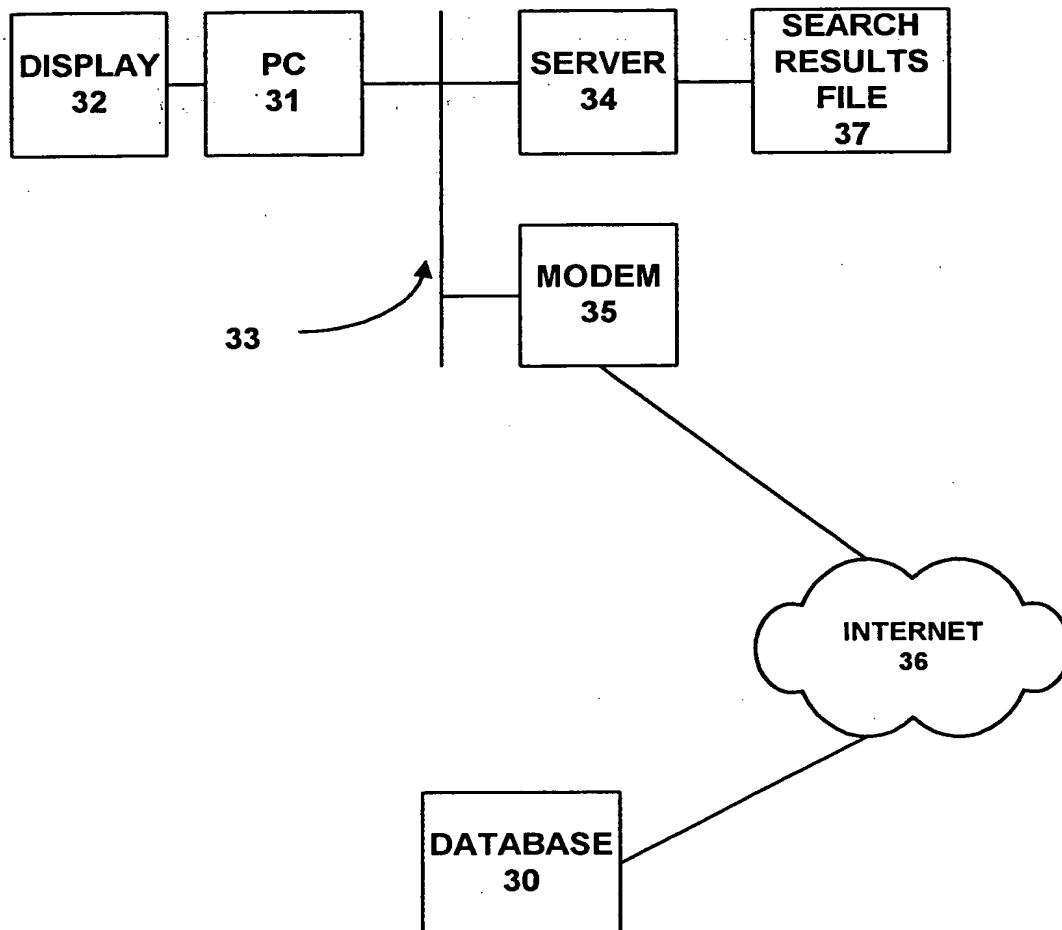 DISPLAY
32
PC
31
SERVER
34
SEARCH
RESULTS
FILE
37
MODEM
35
33
INTERNET
36
DATABASE
30